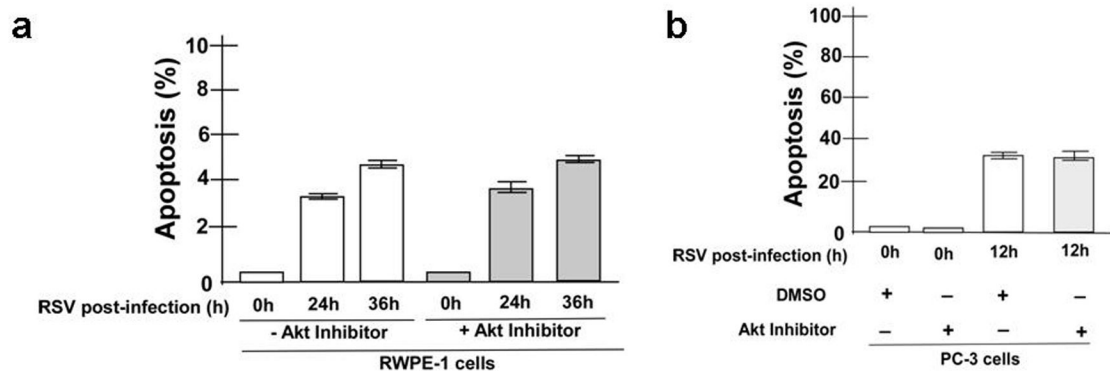 a
Apoptosis (%)
10
8
6
4
2
0
RSV post-infection (h)
0h 24h 36h 0h 24h 36h
- Akt Inhibitor + Akt Inhibitor
RWPE-1 cells
b
Apoptosis (%)
100
80
60
40
20
0
RSV post-infection (h)
0h 0h 12h 12h
DMSO + – + –
Akt Inhibitor – + – +
PC-3 cells